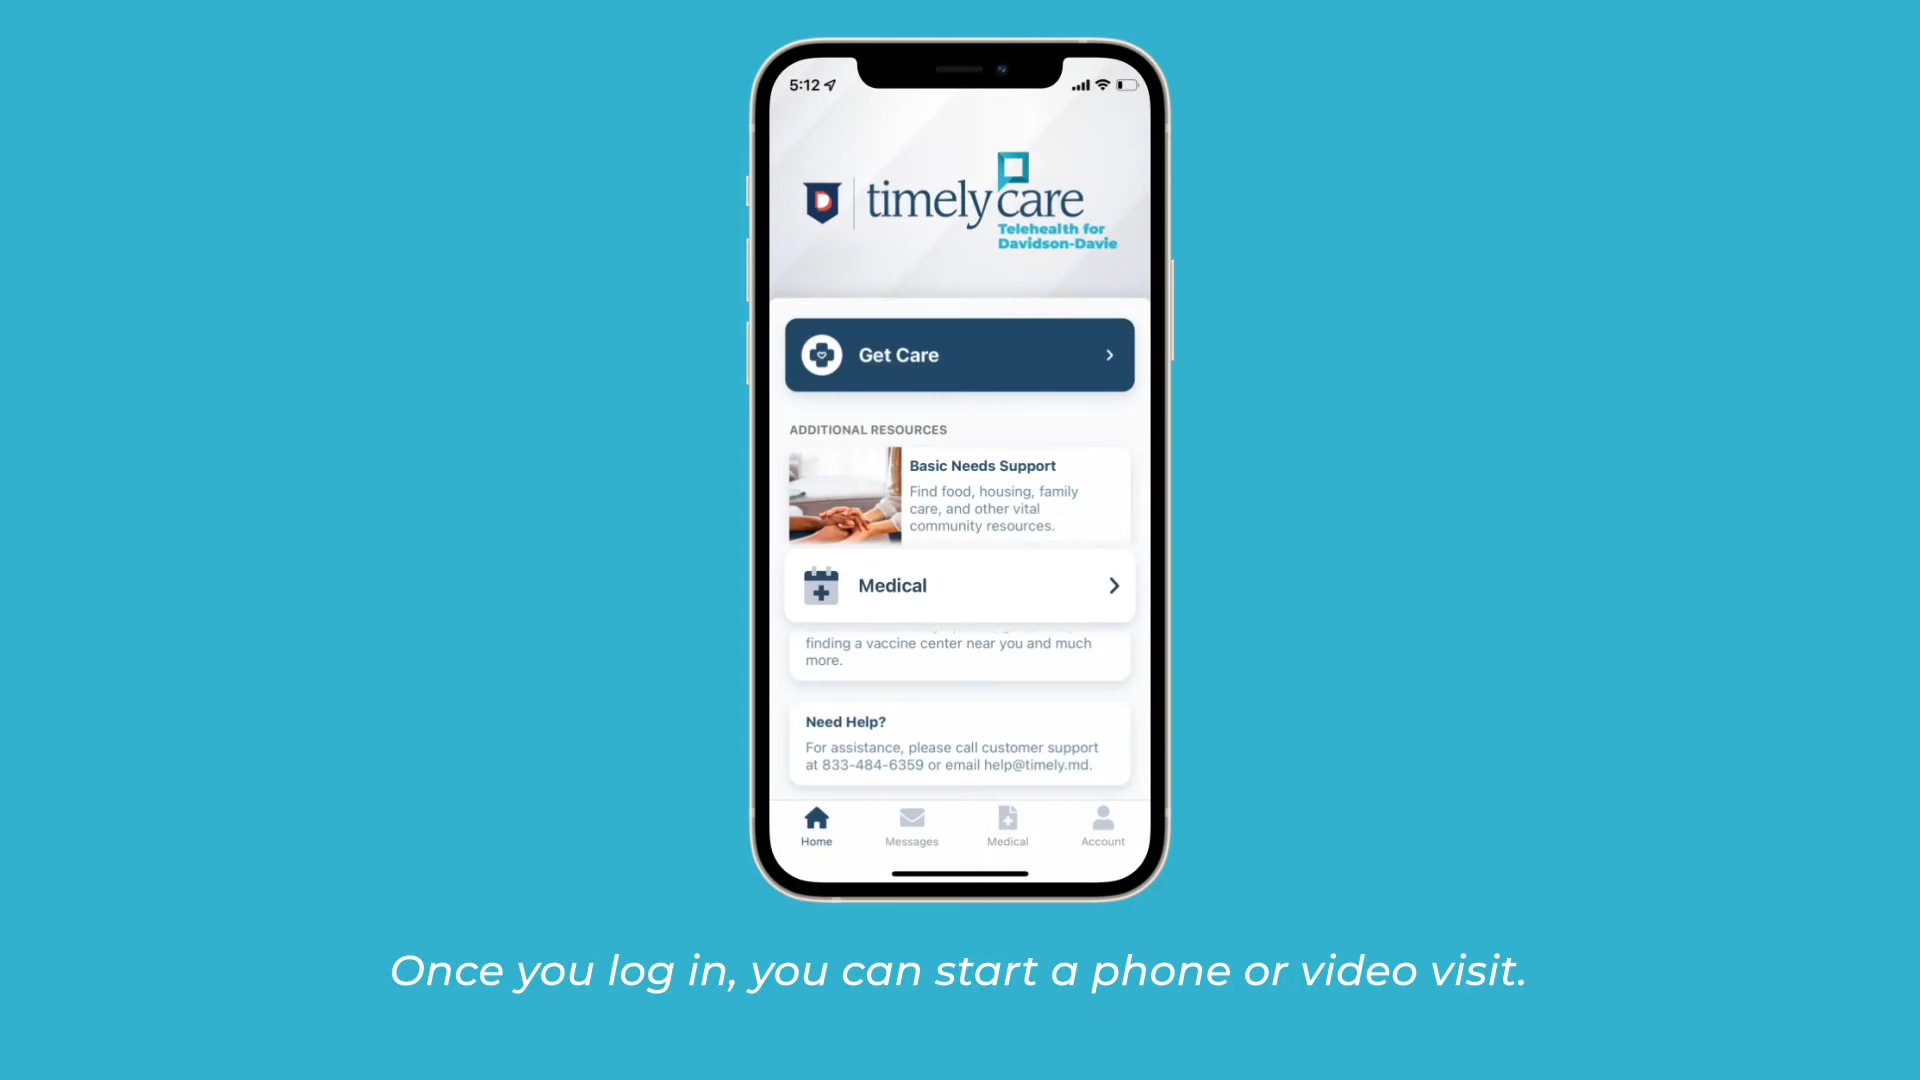 5:12
D
timelycare
Telehealth for
Davidson-Davie
Get Care
ADDITIONAL RESOURCES
Basic Needs Support
Find food, housing, family
care, and other vital
community resources.
Medical
finding a vaccine center near you and much
more.
Need Help?
For assistance, please call customer support
at 833-484-6359 or email help@timely.md.
Home
Messages
Medical
Account
Once you log in, you can start a phone or video visit.